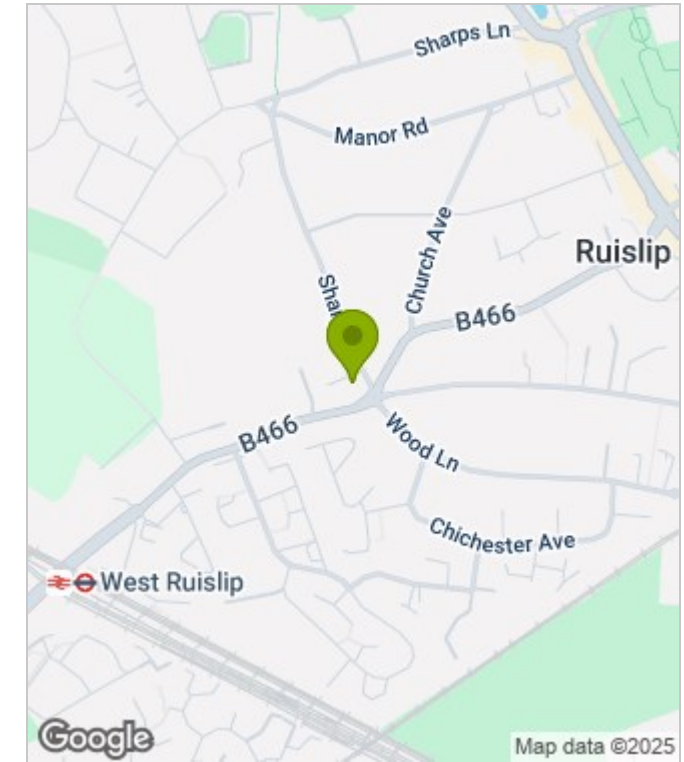 Sharps Ln
Manor Rd
Church Ave
Ruislip
Shar
B466
B466
Wood Ln
Chichester Ave
West Ruislip
Google
Map data ©2025